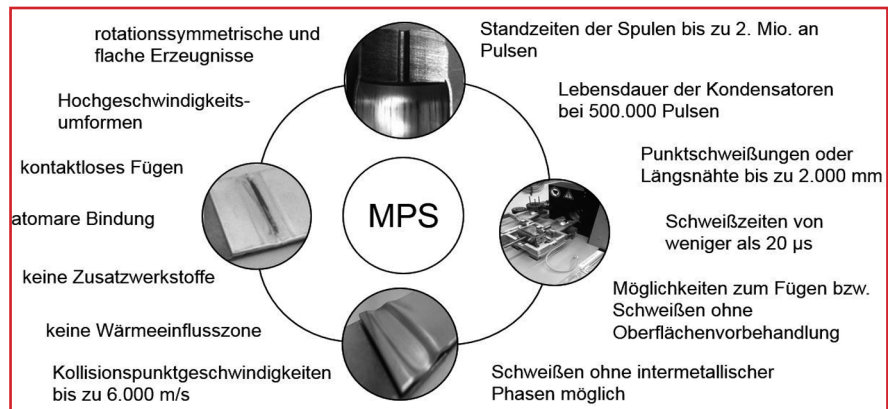 rotationssymmetrische und
flache Erzeugnisse
Hochgeschwindigkeits-
umformen
kontaktloses Fügen
atomare Bindung
keine Zusatzwerkstoffe
keine Wärmeeinflusszone
Kollisionspunktgeschwindigkeiten
bis zu 6.000 m/s
MPS
Standzeiten der Spulen bis zu 2. Mio. an
Pulsen
Lebensdauer der Kondensatoren
bei 500.000 Pulsen
Punktschweißungen oder
Längsnähte bis zu 2.000 mm
Schweißzeiten von
weniger als 20 µs
Möglichkeiten zum Fügen bzw.
Schweißen ohne
Oberflächenvorbehandlung
Schweißen ohne intermetallischer
Phasen möglich